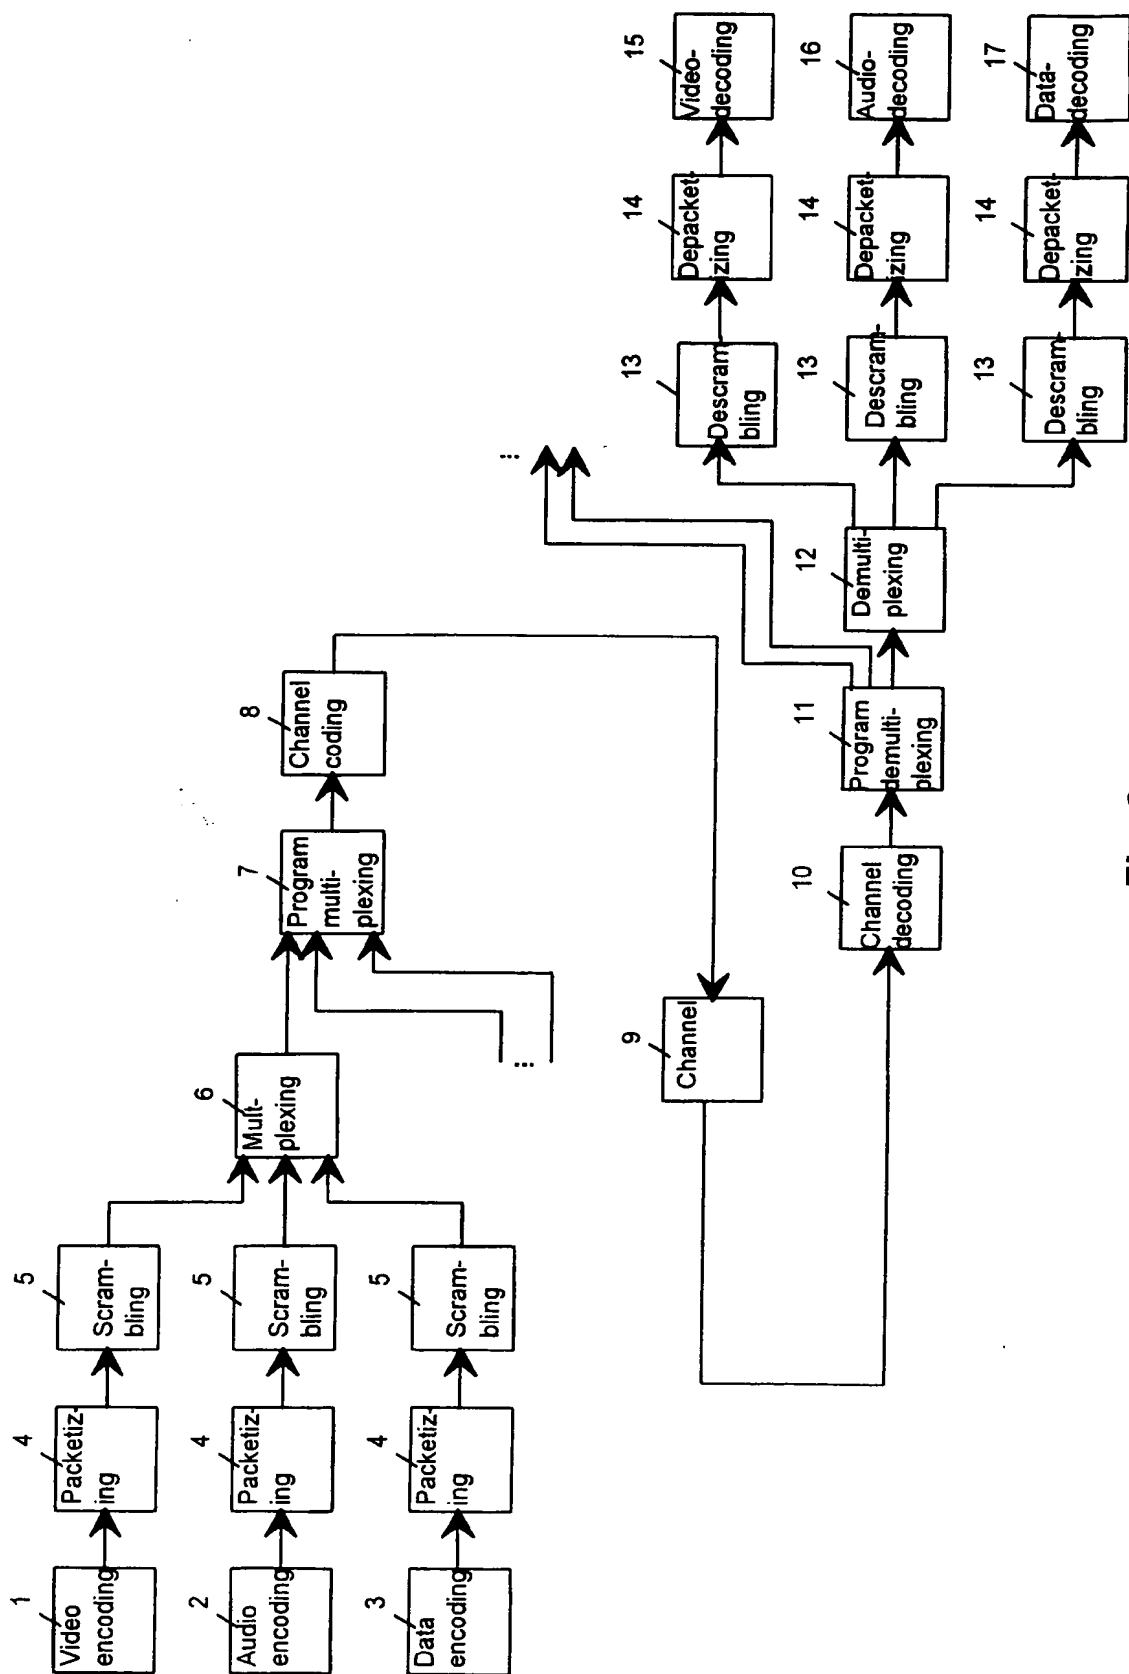 1
Video
encoding
4
Packetiz-
ing
5
Scram-
bling
2
Audio
encoding
4
Packetiz-
ing
5
Scram-
bling
3
Data
encoding
4
Packetiz-
ing
5
Scram-
bling
6
Mult-
plexing
...
7
Program
multi-
plexing
8
Channel
coding
9
Channel
10
Channel
decoding
11
Program
demulti-
plexing
...
12
Demulti-
plexing
13
Descram
bling
14
Depacket-
izing
15
Video-
decoding
13
Descram-
bling
14
Depacket-
izing
16
Audio-
decoding
13
Descram-
bling
14
Depacket-
izing
17
Data-
decoding